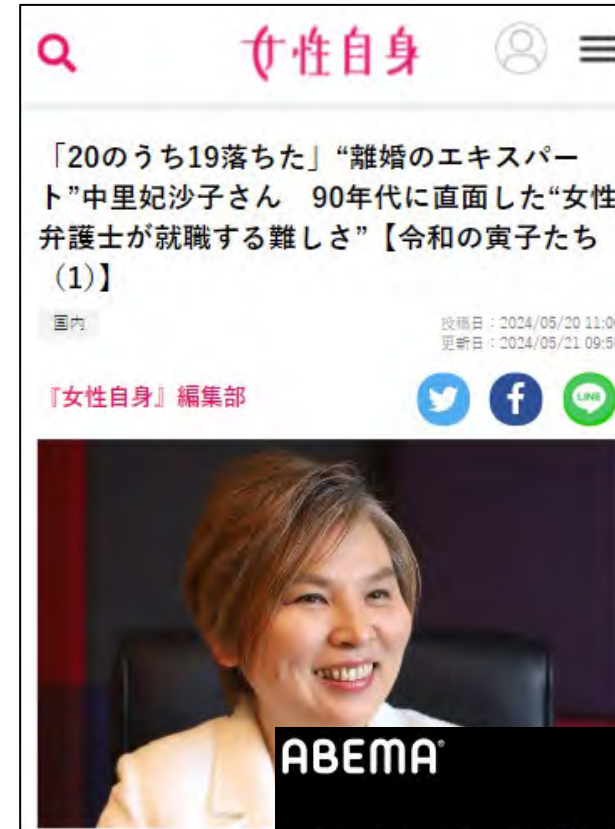 女性自身
「20のうち19落ちた」“離婚のエキスパー
ト”中里妃沙子さん　90年代に直面した“女性
弁護士が就職する難しさ”【令和の寅子たち
（1）】
国内
投稿日：2024/05/20 11:00
更新日：2024/05/21 09:50
『女性自身』編集部
LINE
ABEMA